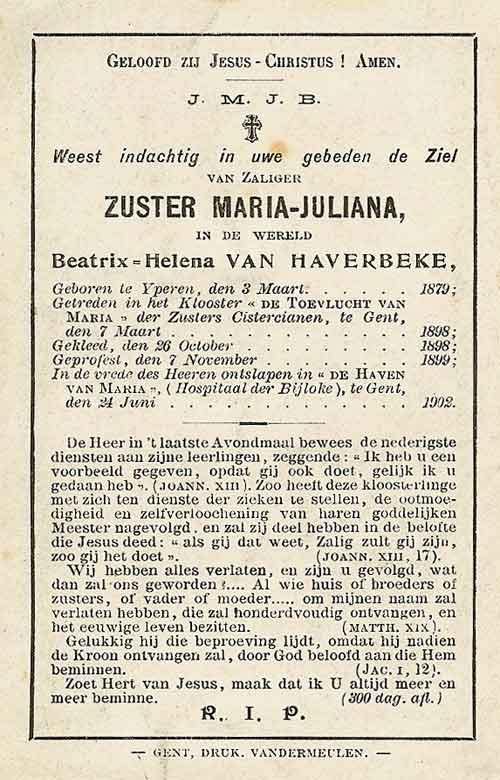 GELOOFD ZIJ JESUS-CHRISTUS ! AMEN.
J. M. J. B.
Weest indachtig in uwe gebeden de Ziel
VAN ZALIGER
ZUSTER MARIA-JULIANA,
IN DE WERELD
Beatrix=Helena VAN HAVERBEKE,
Geboren te Yperen, den 3 Maart. . . . . . 1879;
Getreden in het Klooster « DE TOEVLUCHT VAN
MARIA » der Zusters Cistercianen, te Gent,
den 7 Maart . . . . . . . . . . . . 1898;
Gekleed, den 26 October . . . . . . . . . 1898;
Geprofest, den 7 November . . . . . . . . 1899;
In de vrede des Heeren ontslapen in « DE HAVEN
VAN MARIA », (Hospitaal der Bijloke), te Gent,
den 24 Juni . . . . . . . . . . . . 1902.
De Heer in 't laatste Avondmaal bewees de nederigste
diensten aan zijne leerlingen, zeggende : « Ik heb u een
voorbeeld gegeven, opdat gij ook doet, gelijk ik u
gedaan heb ». (JOANN. XIII). Zoo heeft deze kloosterlinge
met zich ten dienste der zieken te stellen, de ootmoe-
digheid en zelfverloochening van haren goddelijken
Meester nagevolgd, en zal zij deel hebben in de belofte
die Jesus deed : « als gij dat weet, Zalig zult gij zijn,
zoo gij het doet ». (JOANN. XIII, 17).
Wij hebben alles verlaten, en zijn u gevolgd, wat
dan zal ons geworden ?.... Al wie huis of broeders of
zusters, of vader of moeder..... om mijnen naam zal
verlaten hebben, die zal honderdvoudig ontvangen, en
het eeuwige leven bezitten. (MATTH. XIX).
Gelukkig hij die beproeving lijdt, omdat hij nadien
de Kroon ontvangen zal, door God beloofd aan die Hem
beminnen. (JAC. I, 12).
Zoet Hert van Jesus, maak dat ik U altijd meer en
meer beminne. (300 dag. afl.)
R. I. P.
— GENT, DRUK. VANDERMEULEN. —